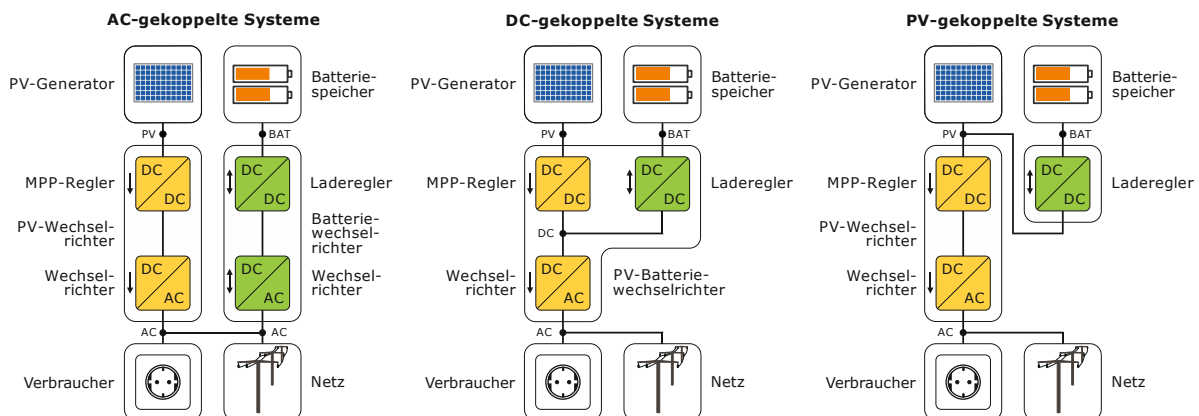 AC-gekoppelte Systeme
PV-Generator
Batterie-
speicher
PV
BAT
DC
DC
DC
DC
MPP-Regler
Laderegler
PV-Wechsel-
richter
Batterie-
wechsel-
richter
Wechsel-
richter
DC
AC
DC
AC
Wechsel-
richter
AC
AC
Verbraucher
Netz
DC-gekoppelte Systeme
PV-Generator
Batterie-
speicher
PV
BAT
MPP-Regler
DC
DC
DC
DC
Laderegler
DC
Wechsel-
richter
DC
AC
PV-Batterie-
wechselrichter
AC
Verbraucher
Netz
PV-gekoppelte Systeme
PV-Generator
Batterie-
speicher
PV
BAT
MPP-Regler
DC
DC
DC
DC
Laderegler
PV-Wechsel-
richter
Wechsel-
richter
DC
AC
AC
Verbraucher
Netz